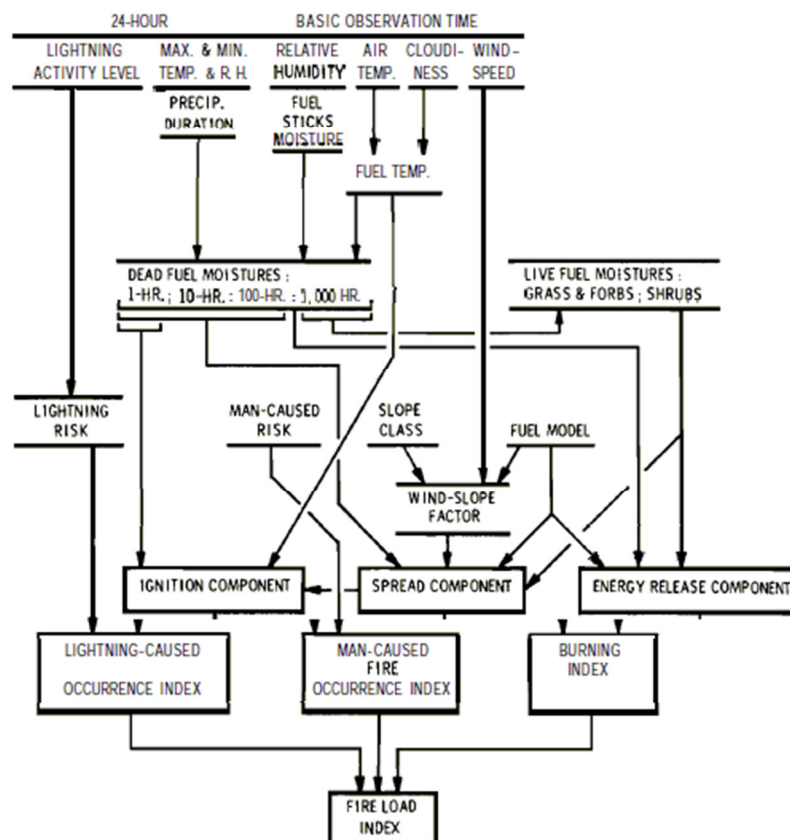 24-HOUR
BASIC OBSERVATION TIME
LIGHTNING
ACTIVITY LEVEL
MAX. & MIN.
TEMP. & R. H.
RELATIVE
HUMIDITY
AIR
TEMP.
CLOUDI-
NESS
WIND-
SPEED
PRECIP.
DURATION
FUEL
STICKS
MOISTURE
FUEL TEMP.
DEAD FUEL MOISTURES :
1-HR. ; 10-HR. : 100-HR. : 1,000 HR.
LIVE FUEL MOISTURES :
GRASS & FORBS ; SHRUBS
LIGHTNING
RISK
MAN-CAUSED
RISK
SLOPE
CLASS
FUEL MODEL
WIND-SLOPE
FACTOR
IGNITION COMPONENT
SPREAD COMPONENT
ENERGY RELEASE COMPONENT
LIGHTNING-CAUSED
OCCURRENCE INDEX
MAN-CAUSED
FIRE
OCCURRENCE INDEX
BURNING
INDEX
FIRE LOAD
INDEX